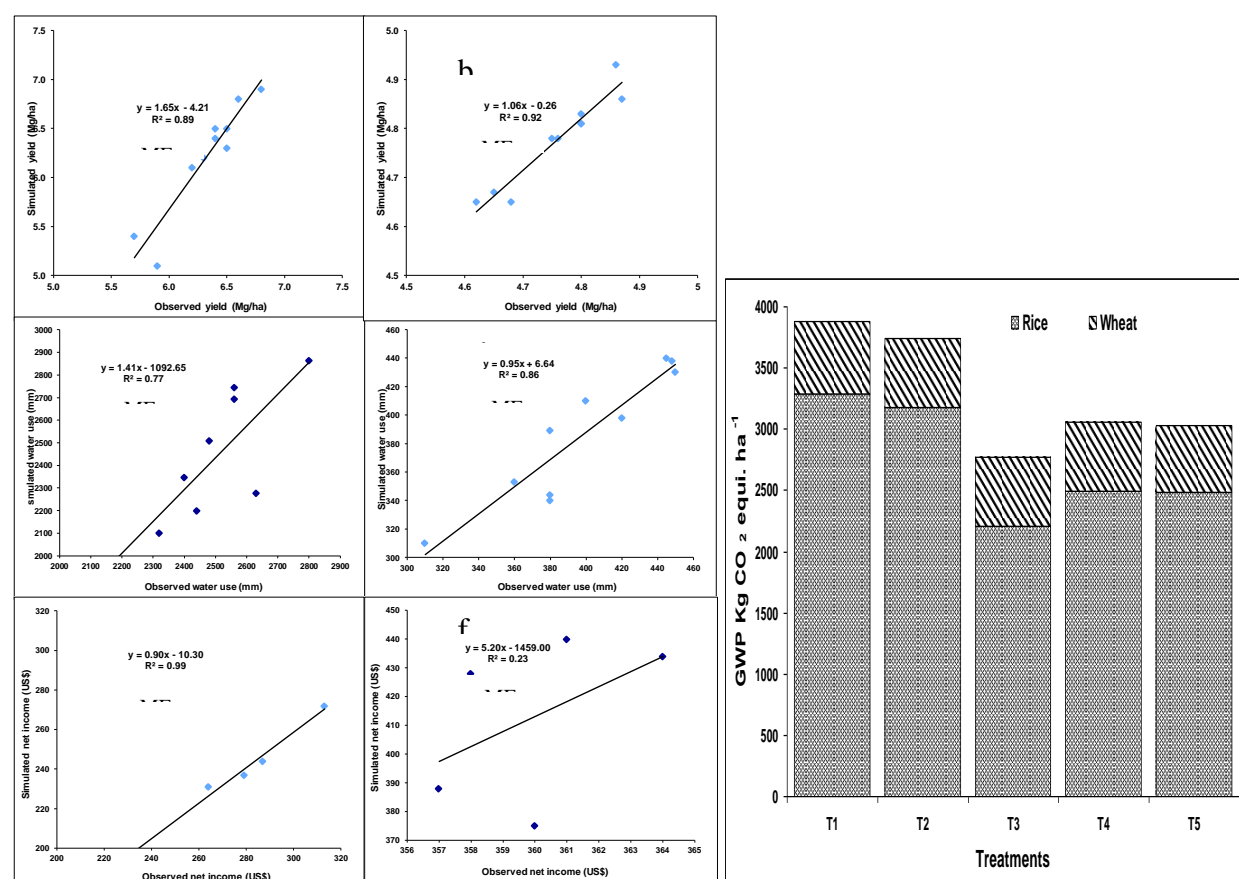 7.5
7.0
6.5
6.0
5.5
5.0
Simulated yield (Mg/ha)
y = 1.65x - 4.21
R² = 0.89
5.0 5.5 6.0 6.5 7.0 7.5
Observed yield (Mg/ha)
5.0
4.9
4.8
4.7
4.6
4.5
Simulated yield (Mg/ha)
y = 1.06x - 0.26
R² = 0.92
4.5 4.6 4.7 4.8 4.9 5
Observed yield (Mg/ha)
3000
2900
2800
2700
2600
2500
2400
2300
2200
2100
2000
smulated water use (mm)
y = 1.41x - 1092.65
R² = 0.77
2000 2100 2200 2300 2400 2500 2600 2700 2800 2900
Observed water use (mm)
460
440
420
400
380
360
340
320
300
Simulated water use (mm)
y = 0.95x + 6.64
R² = 0.86
300 320 340 360 380 400 420 440 460
Observed water use (mm)
320
300
280
260
240
220
200
Simulated net income (US$)
y = 0.90x - 10.30
R² = 0.99
200 220 240 260 280 300 320
Observed net income (US$)
450
440
430
420
410
400
390
380
370
Simulated net income (US$)
f
y = 5.20x - 1459.00
R² = 0.23
356 357 358 359 360 361 362 363 364 365
Observed net income (US$)
4000
3500
3000
2500
2000
1500
1000
500
0
GWP Kg CO ₂ equi. ha ⁻¹
Rice Wheat
T1 T2 T3 T4 T5
Treatments